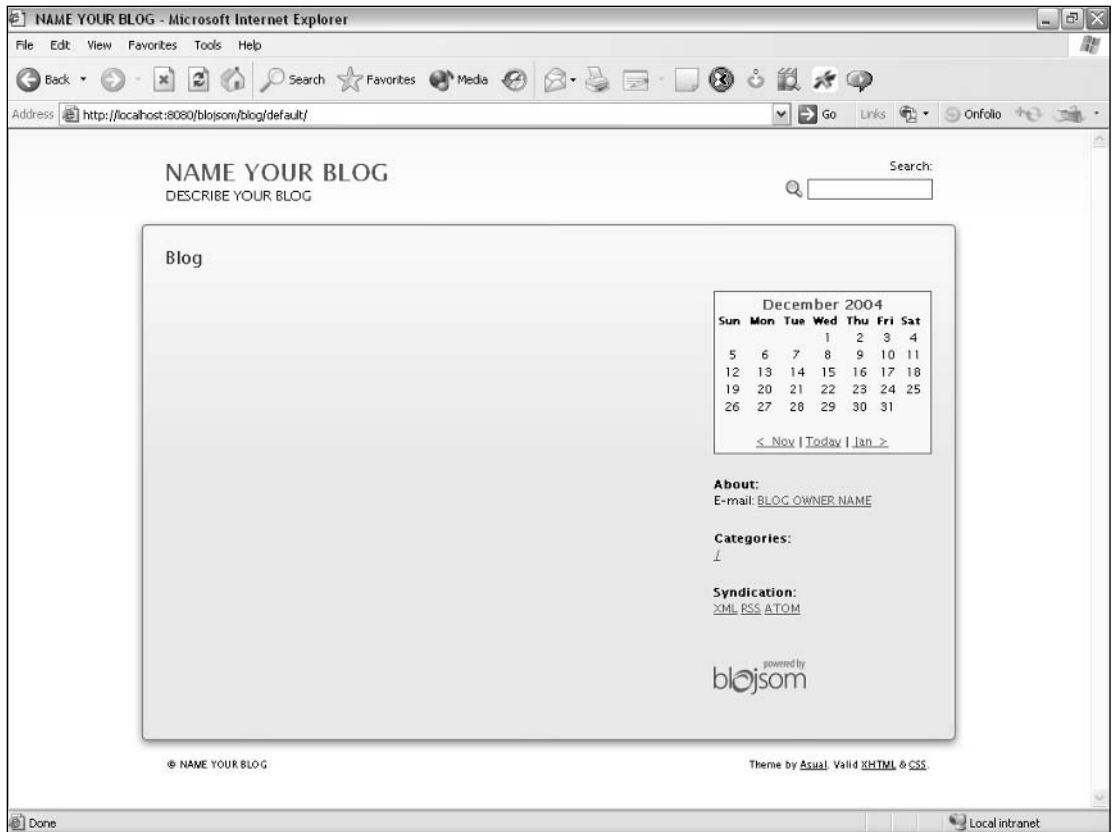 NAME YOUR BLOG - Microsoft Internet Explorer
File Edit View Favorites Tools Help
Back Search Favorites Media
Address http://localhost:8080/blojsom/blog/default/ Go Links Onfolio
NAME YOUR BLOG
DESCRIBE YOUR BLOG
Search:
Blog
December 2004
Sun Mon Tue Wed Thu Fri Sat
1 2 3 4
5 6 7 8 9 10 11
12 13 14 15 16 17 18
19 20 21 22 23 24 25
26 27 28 29 30 31
< Nov | Today | Jan >
About:
E-mail: BLOG OWNER NAME
Categories:
/
Syndication:
XML RSS ATOM
powered by
blojsom
© NAME YOUR BLOG
Theme by Asual. Valid XHTML & CSS.
Done
Local intranet